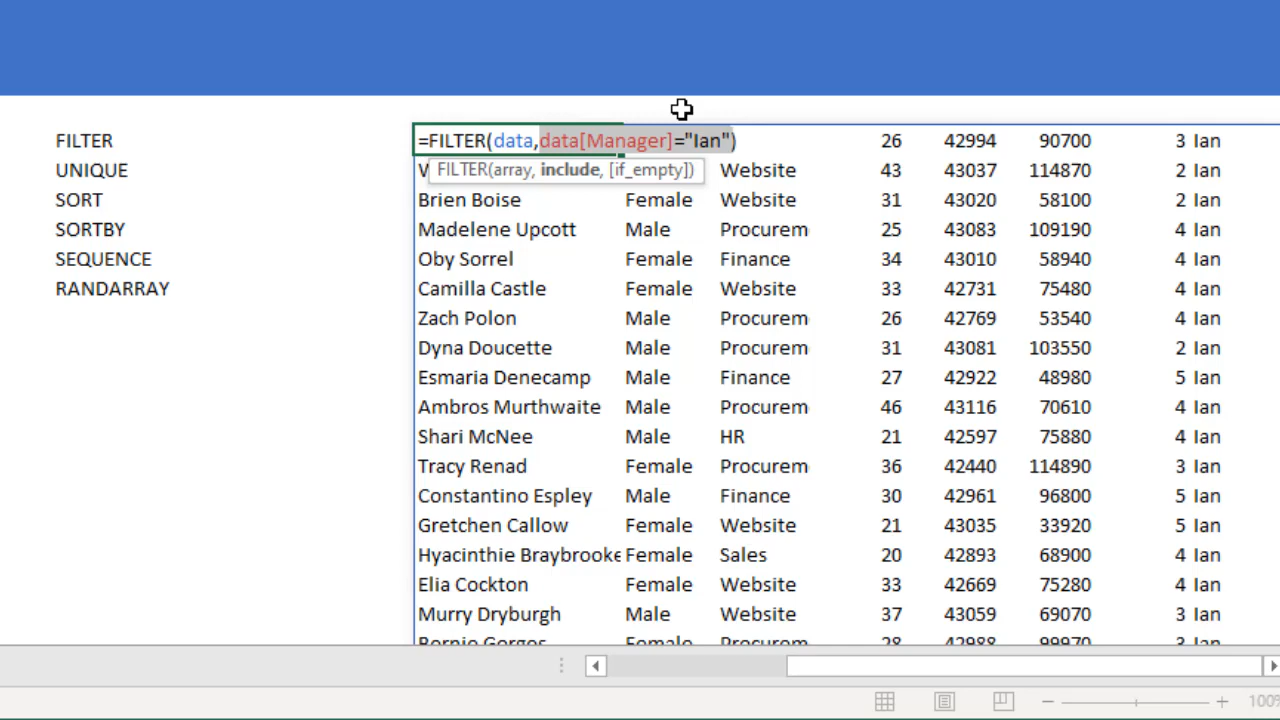 FILTER =FILTER(data,data[Manager]="Ian") 26 42994 90700 3 Ian
UNIQUE FILTER(array, include, [if_empty]) Website 43 43037 114870 2 Ian
SORT Brien Boise Female Website 31 43020 58100 2 Ian
SORTBY Madelene Upcott Male Procurem 25 43083 109190 4 Ian
SEQUENCE Oby Sorrel Female Finance 34 43010 58940 4 Ian
RANDARRAY Camilla Castle Female Website 33 42731 75480 4 Ian
Zach Polon Male Procurem 26 42769 53540 4 Ian
Dyna Doucette Male Procurem 31 43081 103550 2 Ian
Esmaria Denecamp Male Finance 27 42922 48980 5 Ian
Ambros Murthwaite Male Procurem 46 43116 70610 4 Ian
Shari McNee Male HR 21 42597 75880 4 Ian
Tracy Renad Female Procurem 36 42440 114890 3 Ian
Constantino Espley Male Finance 30 42961 96800 5 Ian
Gretchen Callow Female Website 21 43035 33920 5 Ian
Hyacinthie Braybrooke Female Sales 20 42893 68900 4 Ian
Elia Cockton Female Website 33 42669 75280 4 Ian
Murry Dryburgh Male Website 37 43059 69070 3 Ian
Female Procurem 28 42988 99970 3 Ian
100%